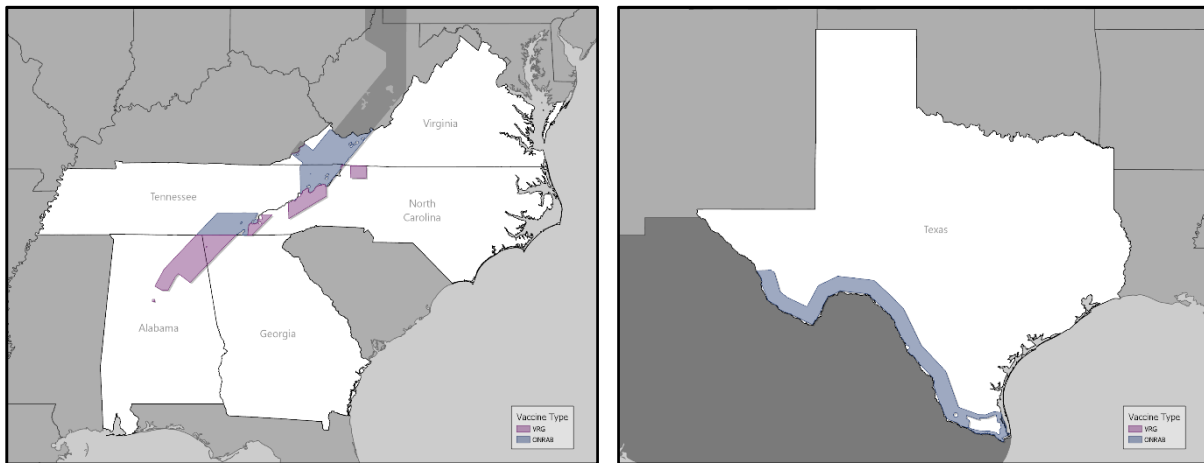 Virginia
Tennessee
North
Carolina
Alabama
Georgia
Vaccine Type
VRG
ONRAB
Texas
Vaccine Type
VRG
ONRAB